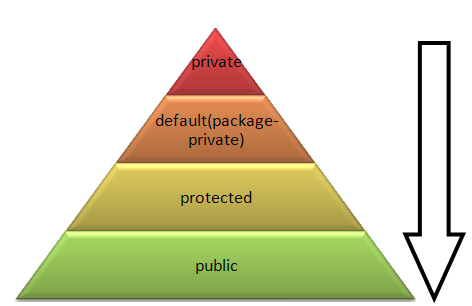 private
default(package-
private)
protected
public